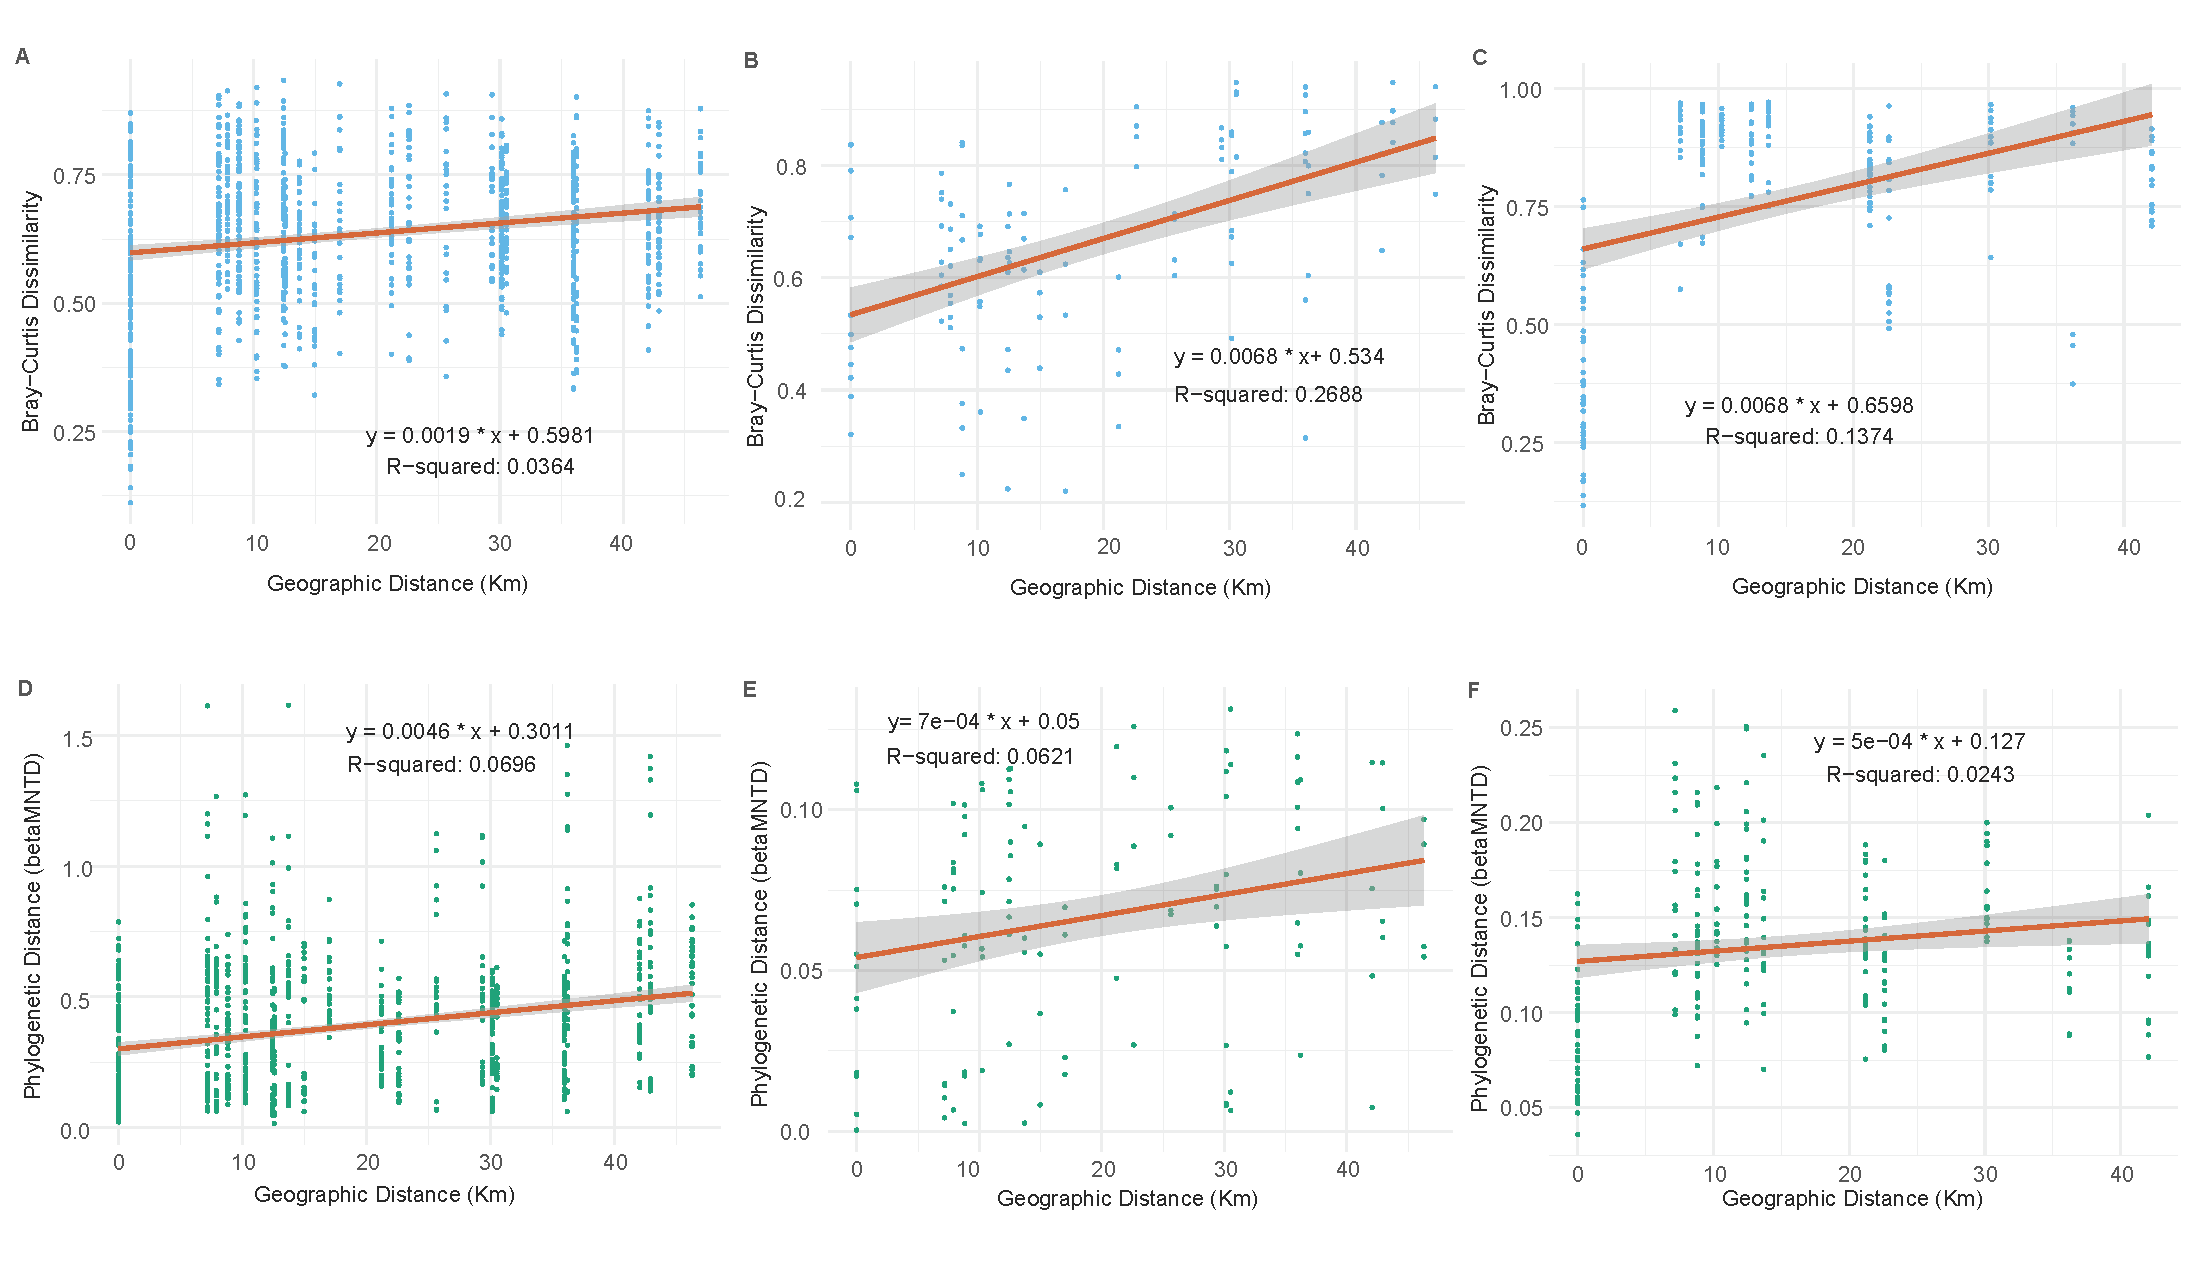 A
Bray−Curtis Dissimilarity
0.75
0.50
0.25
y = 0.0019 * x + 0.5981
R−squared: 0.0364
0 10 20 30 40
Geographic Distance (Km)
B
Bray−Curtis Dissimilarity
0.8
0.6
0.4
0.2
y = 0.0068 * x+ 0.534
R−squared: 0.2688
0 10 20 30 40
Geographic Distance (Km)
C
Bray−Curtis Dissimilarity
1.00
0.75
0.50
0.25
y = 0.0068 * x + 0.6598
R−squared: 0.1374
0 10 20 30 40
Geographic Distance (Km)
D
Phylogenetic Distance (betaMNTD)
1.5
1.0
0.5
0.0
y = 0.0046 * x + 0.3011
R−squared: 0.0696
0 10 20 30 40
Geographic Distance (Km)
E
Phylogenetic Distance (betaMNTD)
0.10
0.05
0.0
y= 7e−04 * x + 0.05
R−squared: 0.0621
0 10 20 30 40
Geographic Distance (Km)
F
Phylogenetic Distance (betaMNTD)
0.25
0.20
0.15
0.10
0.05
y = 5e−04 * x + 0.127
R−squared: 0.0243
0 10 20 30 40
Geographic Distance (Km)